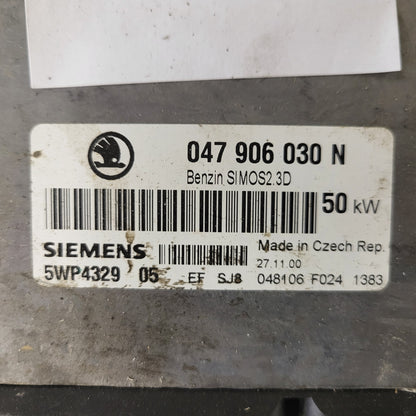 047 906 030 N
Benzin SIMOS2.3D
50 kW
SIEMENS
Made in Czech Rep.
27.11.00
5WP4329 05 EF SJ8 048106 F024 1383